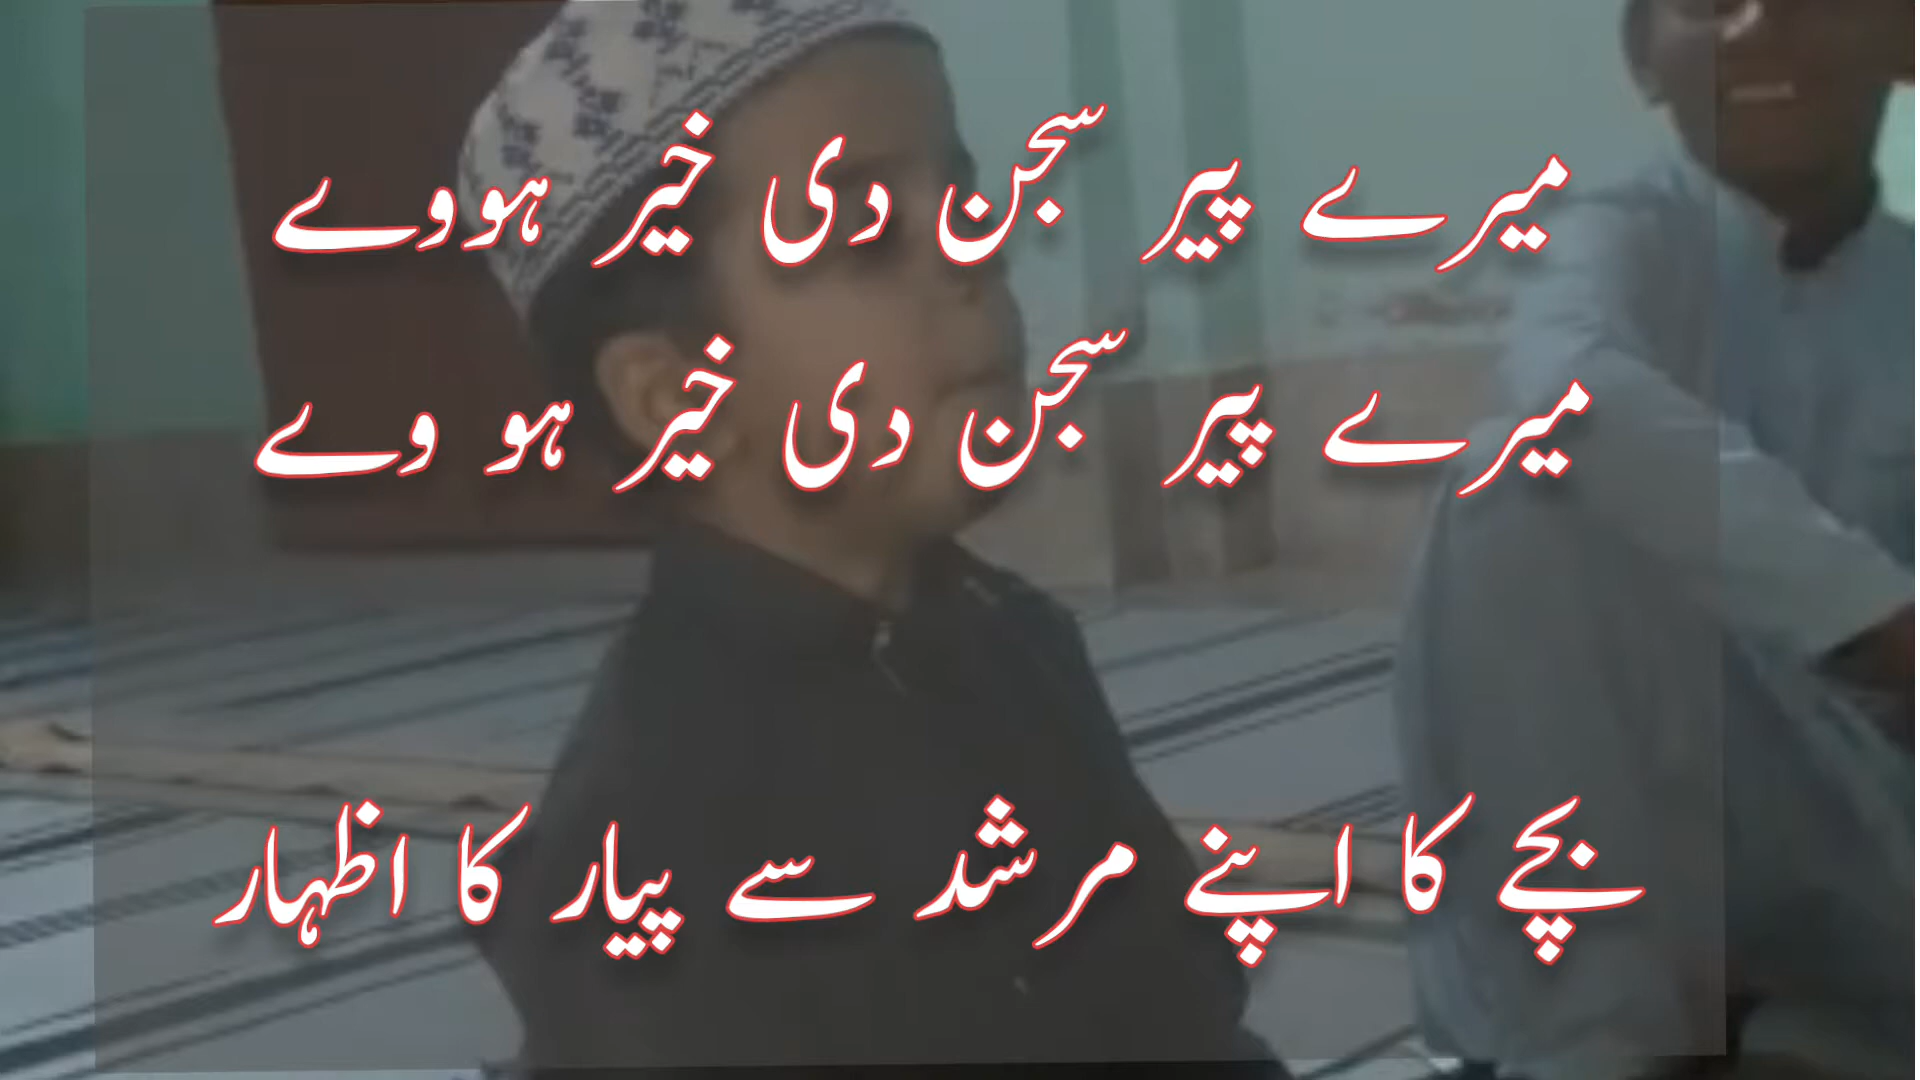 میرے پیر سجن دی خیر ہووے
میرے پیر سجن دی خیر ہو وے
بچے کا اپنے مرشد سے پیار کا اظہار